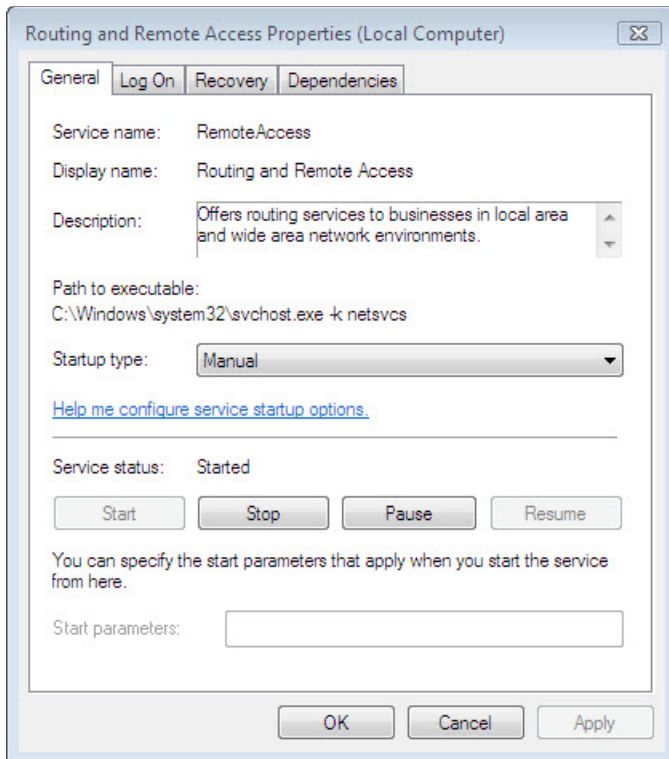 Routing and Remote Access Properties (Local Computer)
General Log On Recovery Dependencies
Service name: RemoteAccess
Display name: Routing and Remote Access
Description: Offers routing services to businesses in local area
and wide area network environments.
Path to executable:
C:\Windows\system32\svchost.exe -k netsvcs
Startup type: Manual
Help me configure service startup options.
Service status: Started
Start Stop Pause Resume
You can specify the start parameters that apply when you start the service
from here.
Start parameters:
OK Cancel Apply